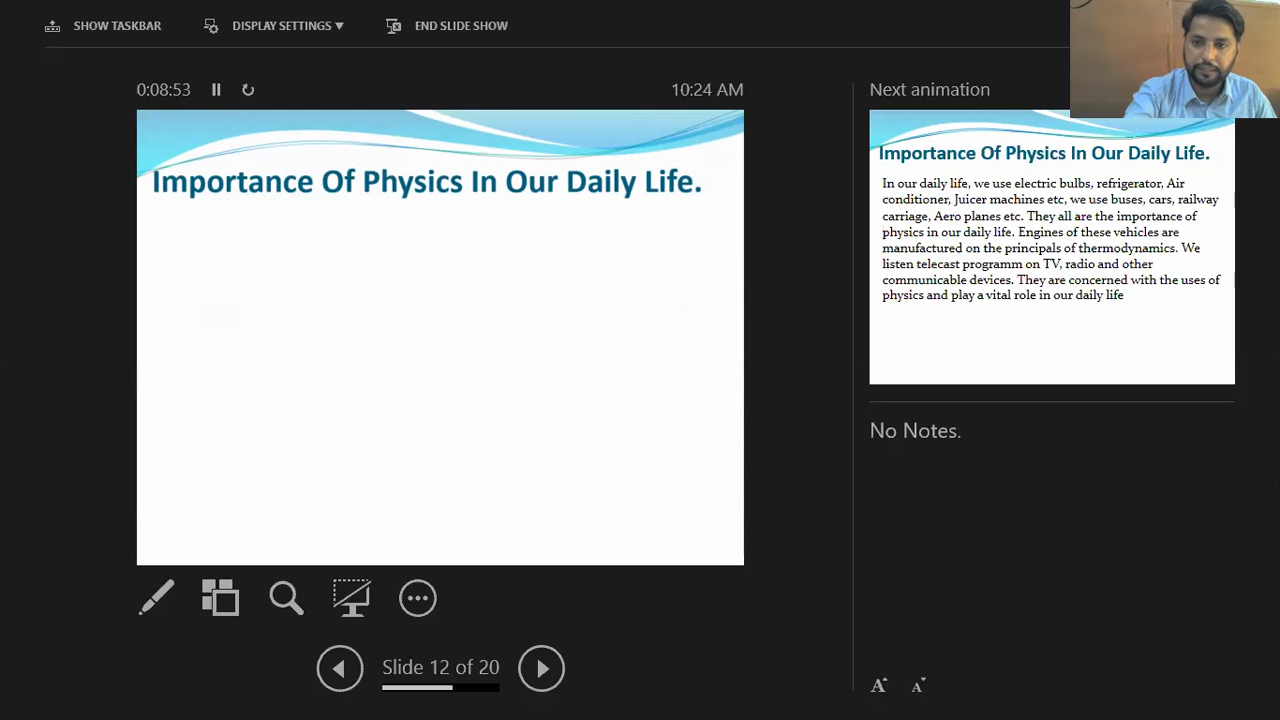 SHOW TASKBAR
DISPLAY SETTINGS ▼
END SLIDE SHOW
0:08:53
10:24 AM
Importance Of Physics In Our Daily Life.
Slide 12 of 20
Next animation
Importance Of Physics In Our Daily Life.
In our daily life, we use electric bulbs, refrigerator, Air
conditioner, Juicer machines etc, we use buses, cars, railway
carriage, Aero planes etc. They all are the importance of
physics in our daily life. Engines of these vehicles are
manufactured on the principals of thermodynamics. We
listen telecast programm on TV, radio and other
communicable devices. They are concerned with the uses of
physics and play a vital role in our daily life
No Notes.
A A